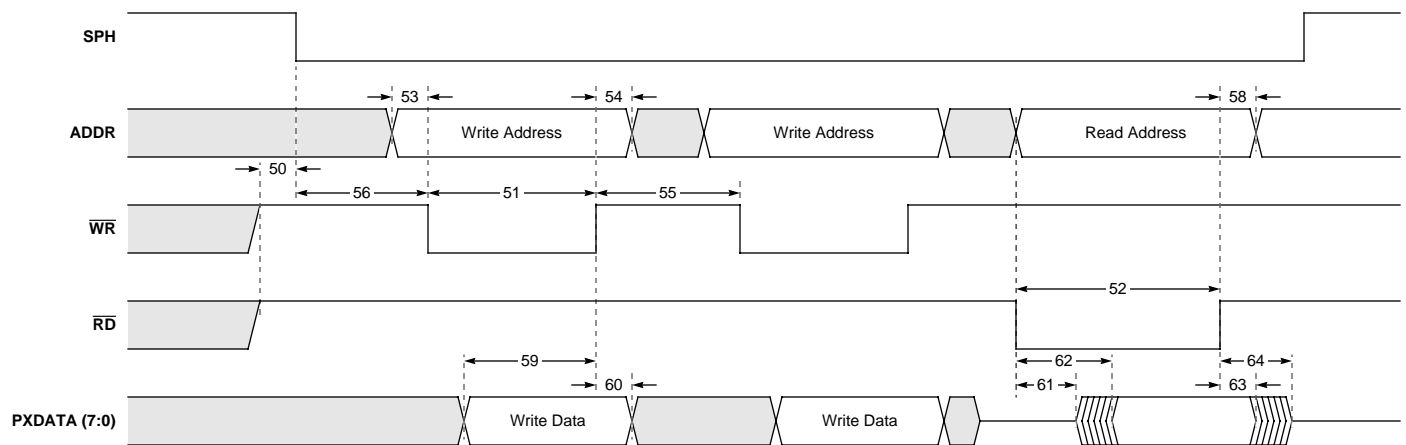 SPH
53
54
58
ADDR
Write Address
Write Address
Read Address
50
56
51
55
WR
52
RD
59
62
64
60
61
63
PXDATA (7:0)
Write Data
Write Data